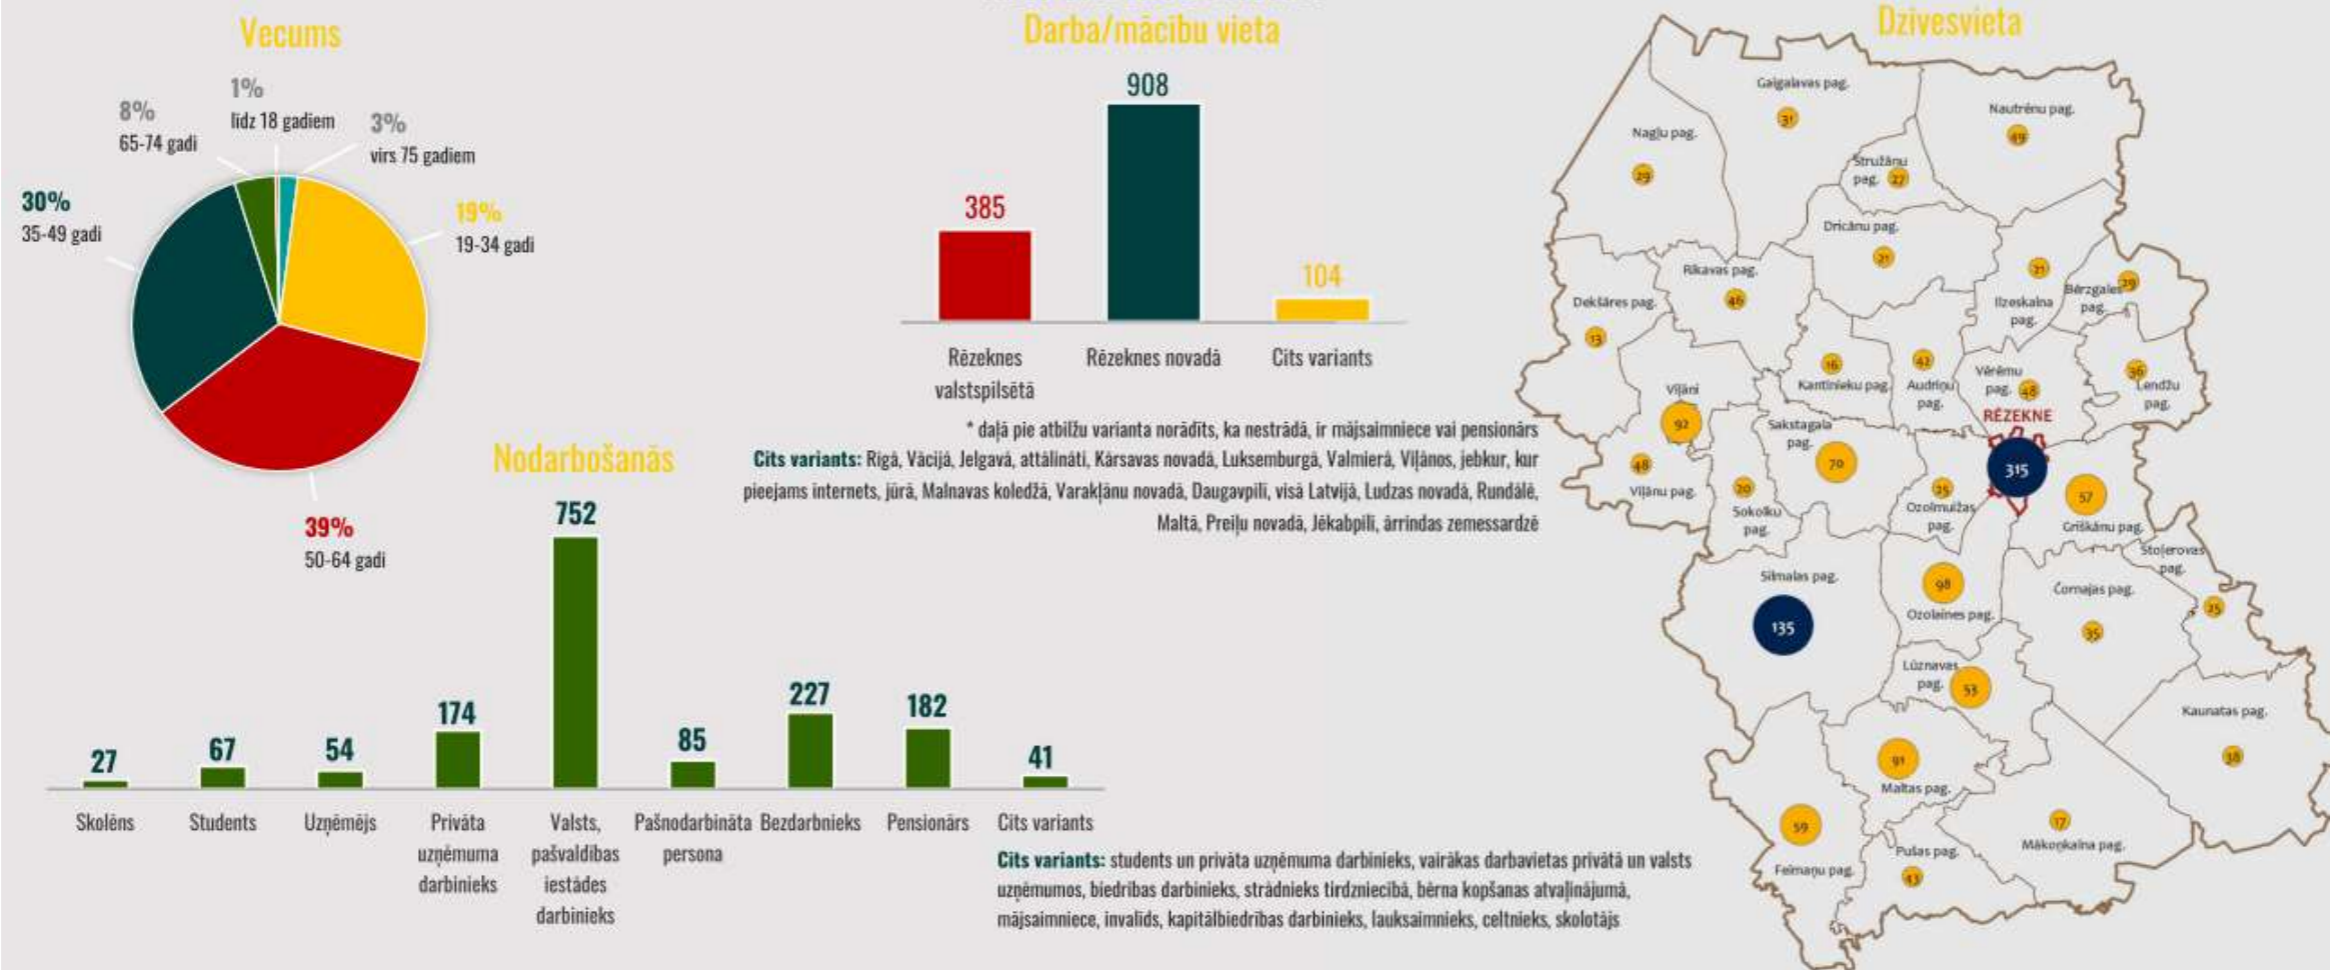 Vecums
1%
līdz 18 gadiem
8%
65-74 gadi
3%
virs 75 gadiem
30%
35-49 gadi
19%
19-34 gadi
39%
50-64 gadi
Darba/mācību vieta
908
385
104
Rēzeknes
valstspilsētā
Rēzeknes novadā
Cits variants
* daļā pie atbilžu varianta norādīts, ka nestrādā, ir mājsaimniece vai pensionārs
Cits variants: Rīgā, Vācijā, Jelgavā, attālināti, Kārsavas novadā, Luksemburgā, Valmierā, Viļānos, jebkur, kur
pieejams internets, jūrā, Malnavas koledžā, Varakļānu novadā, Daugavpilī, visā Latvijā, Ludzas novadā, Rundālē,
Maltā, Preiļu novadā, Jēkabpilī, ārrindas zemessardzē
Nodarbošanās
27
67
54
174
752
85
227
182
41
Skolēns
Students
Uzņēmējs
Privāta
uzņēmuma
darbinieks
Valsts,
pašvaldības
iestādes
darbinieks
Pašnodarbināta
persona
Bezdarbnieks
Pensionārs
Cits variants
Cits variants: students un privāta uzņēmuma darbinieks, vairākas darbavietas privātā un valsts
uzņēmumos, biedrības darbinieks, strādnieks tirdzniecībā, bērna kopšanas atvaļinājumā,
mājsaimniece, invalīds, kapitālbiedrības darbinieks, lauksaimnieks, celtnieks, skolotājs
Dzīvesvieta
Gaigalavas pag.
31
Nautrēnu pag.
49
Nagļu pag.
29
Stružānu
pag. 27
Dricānu pag.
21
Rikavas pag.
46
Dekšāres pag.
13
21
Ilzeskalna
pag.
Bērzgales 29
pag.
16
Kantinieku pag.
42
Audriņu
pag.
Vērēmu
pag. 48
36
Lendžu
pag.
Viļāni
92
48
Viļānu pag.
Sakstagala
pag.
70
20
Sokolku
pag.
RĒZEKNE
315
Ozolmuižas
pag.
57
Griškānu pag.
Stoļerovas
pag.
25
Silmalas pag.
135
98
Ozolaines pag.
Čornajas pag.
35
Lūznavas
pag. 53
Kaunatas pag.
38
91
Maltas pag.
59
Feimaņu pag.
17
Mākoņkalna pag.
Pušas pag.
43